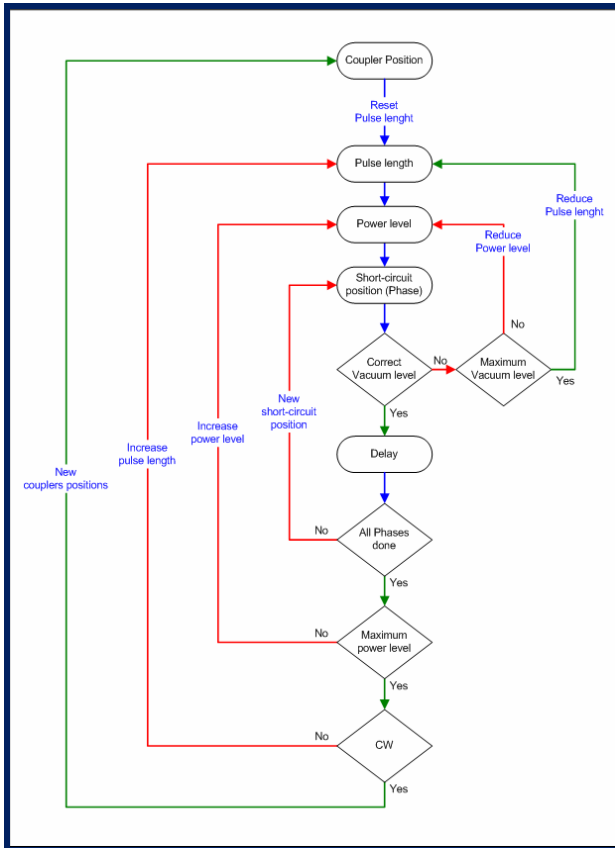 Coupler Position
Reset
Pulse lenght
Pulse length
Reduce
Pulse lenght
Power level
Reduce
Power level
Short-circuit
position (Phase)
No
Correct
Vacuum level
No
Maximum
Vacuum level
Yes
New
short-circuit
position
Yes
Increase
power level
Increase
pulse length
Delay
New
couplers positions
No
All Phases
done
Yes
No
Maximum
power level
Yes
No
CW
Yes